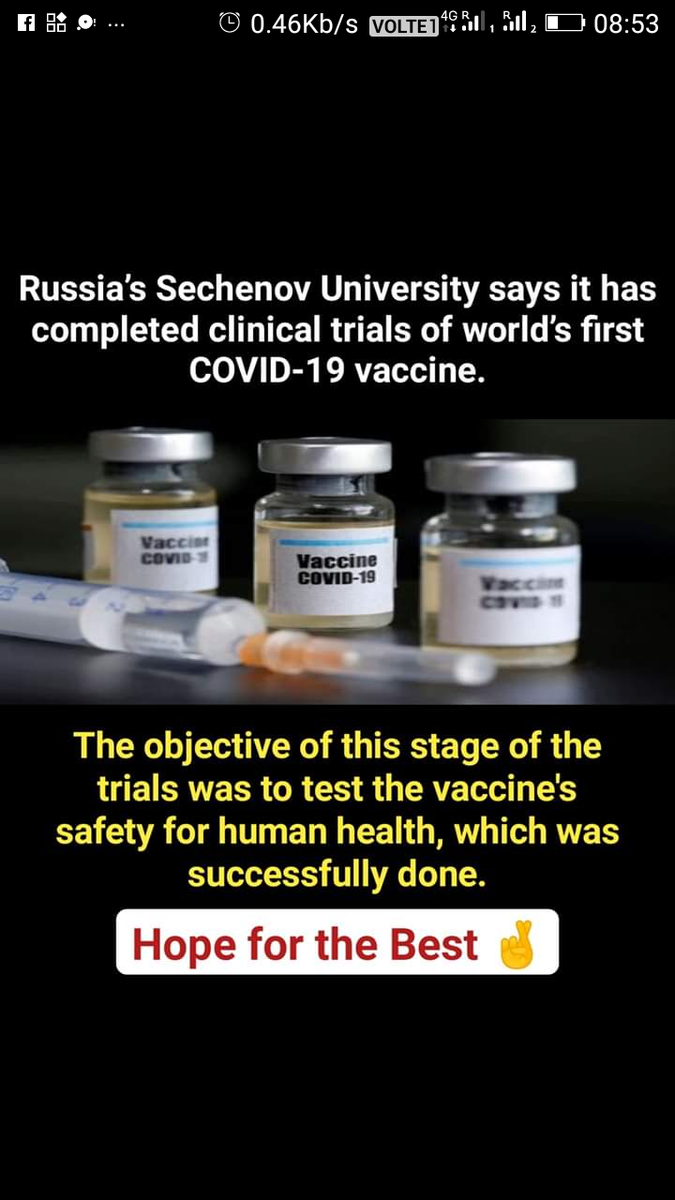 0.46Kb/s VOLTE1 4G R 1 R 2 08:53
Russia's Sechenov University says it has
completed clinical trials of world's first
COVID-19 vaccine.
Vaccine
COVID-19
Vaccine
COVID-19
Vaccine
COVID-19
The objective of this stage of the
trials was to test the vaccine's
safety for human health, which was
successfully done.
Hope for the Best 🤞